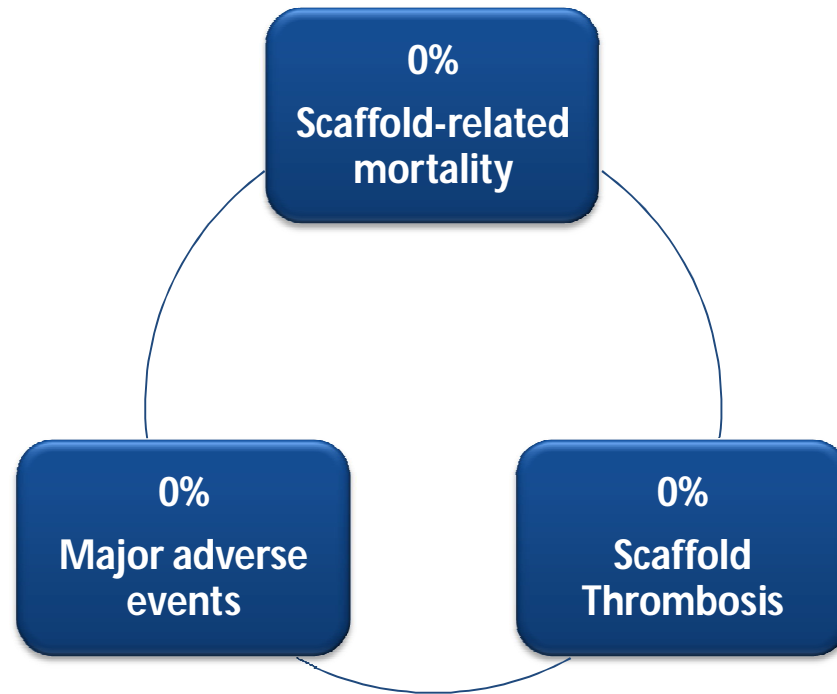 0%
Scaffold-related
mortality
0%
Major adverse
events
0%
Scaffold
Thrombosis